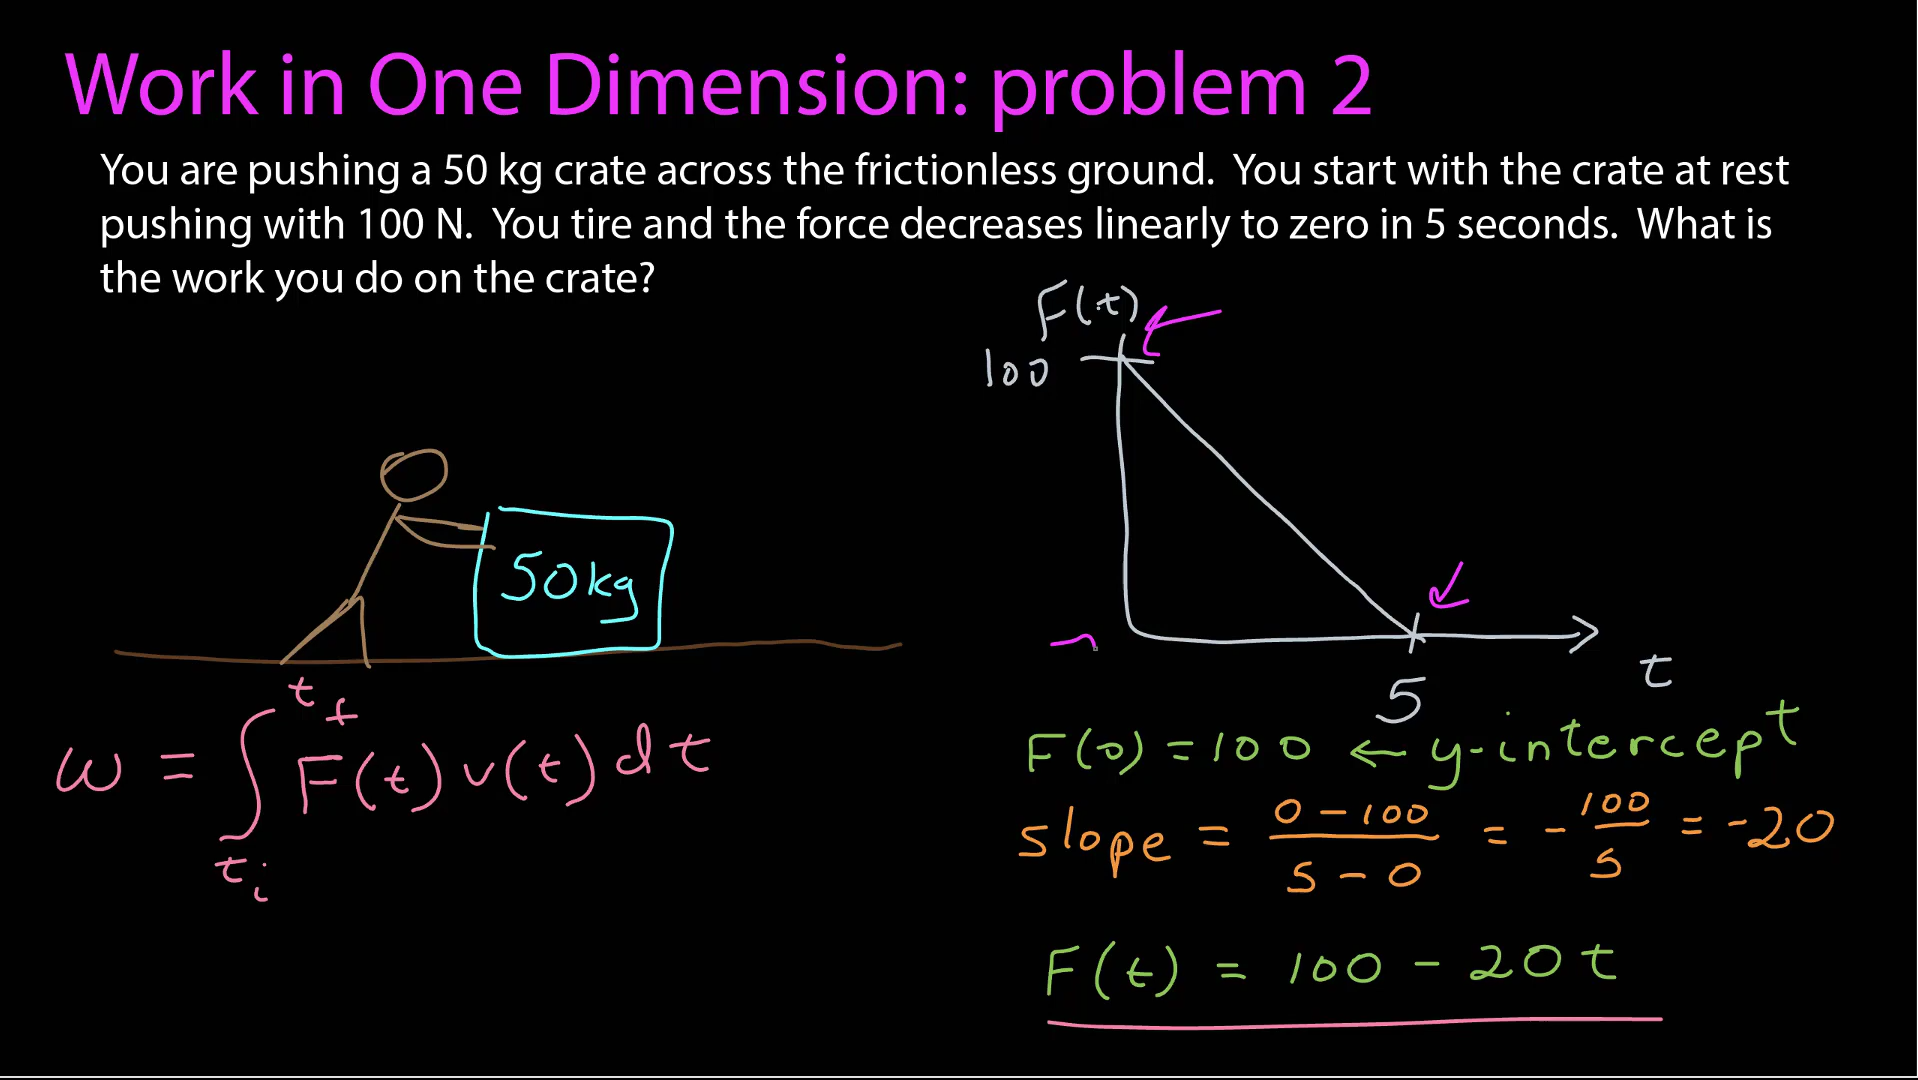 Work in One Dimension: problem 2
You are pushing a 50 kg crate across the frictionless ground. You start with the crate at rest
pushing with 100 N. You tire and the force decreases linearly to zero in 5 seconds. What is
the work you do on the crate?
F(t)
100
50kg
5
t
F(0) = 100 ← y-intercept
w = ∫ti^tf F(t) v(t) dt
slope = (0 - 100)/(5 - 0) = - 100/5 = -20
F(t) = 100 - 20t